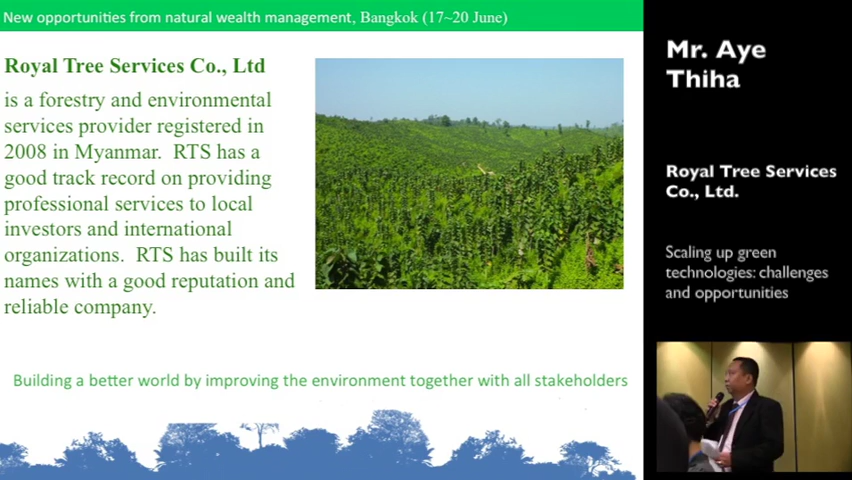 New opportunities from natural wealth management, Bangkok (17~20 June)
Royal Tree Services Co., Ltd
is a forestry and environmental
services provider registered in
2008 in Myanmar. RTS has a
good track record on providing
professional services to local
investors and international
organizations. RTS has built its
names with a good reputation and
reliable company.
Building a better world by improving the environment together with all stakeholders
Mr. Aye
Thiha
Royal Tree Services
Co., Ltd.
Scaling up green
technologies: challenges
and opportunities